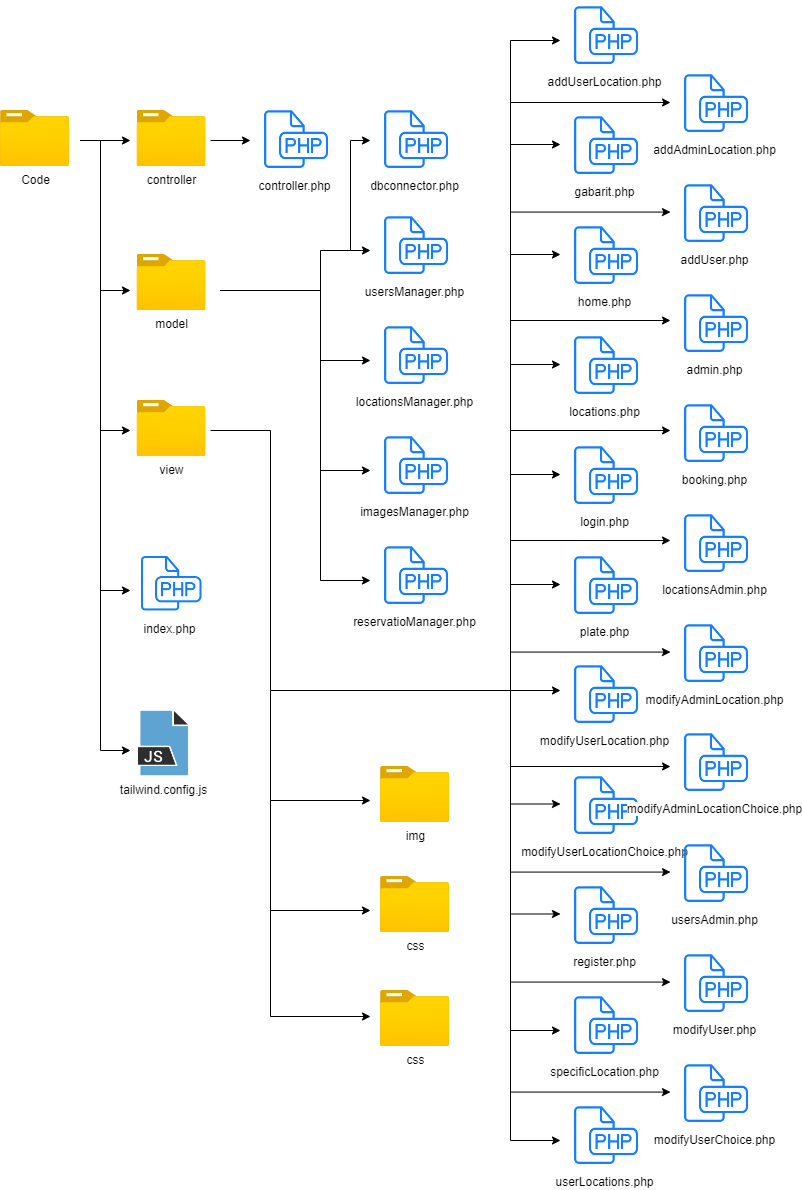 PHP
addUserLocation.php
PHP
addAdminLocation.php
Code
controller
PHP
controller.php
PHP
dbconnector.php
PHP
gabarit.php
PHP
addUser.php
model
PHP
usersManager.php
PHP
home.php
PHP
admin.php
PHP
locationsManager.php
PHP
locations.php
view
PHP
booking.php
PHP
imagesManager.php
PHP
login.php
PHP
locationsAdmin.php
PHP
index.php
PHP
reservatioManager.php
PHP
plate.php
PHP
modifyAdminLocation.php
PHP
modifyUserLocation.php
JS
tailwind.config.js
PHP
modifyAdminLocationChoice.php
img
PHP
modifyUserLocationChoice.php
PHP
usersAdmin.php
css
PHP
register.php
PHP
modifyUser.php
css
PHP
specificLocation.php
PHP
modifyUserChoice.php
PHP
userLocations.php